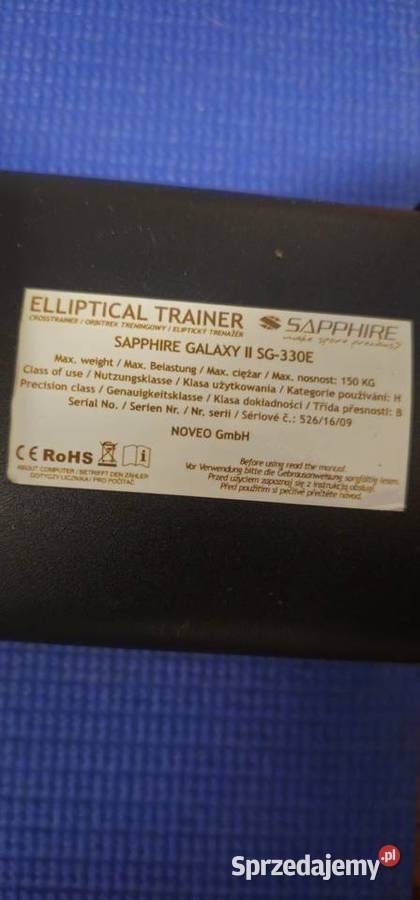 ELLIPTICAL TRAINER
CROSSTRAINER / ORBITREK TRENINGOWY / ELIPTICKÝ TRENAŽÉR
SAPPHIRE
make sport precious
SAPPHIRE GALAXY II SG-330E
Max. weight / Max. Belastung / Max. ciężar / Max. nosnost: 150 KG
Class of use / Nutzungsklasse / Klasa użytkowania / Kategorie používání: H
Precision class / Genauigkeitsklasse / Klasa dokładności / Třída přesnosti: B
Serial No. / Serien Nr. / Nr. serii / Sériové č.: 526/16/09
NOVEO GmbH
CE RoHS
ABOUT COMPUTER / BETRIFFT DEN ZÄHLER
DOTYCZY LICZNIKA / PRO POČÍTAČ
Before using read the manual.
Vor Verwendung bitte die Gebrauchsanweisung sorgfältig lesen.
Przed użyciem zapoznaj się z instrukcją obsługi.
Před použitím si pečlivě přečtěte návod.
Sprzedajemy.pl